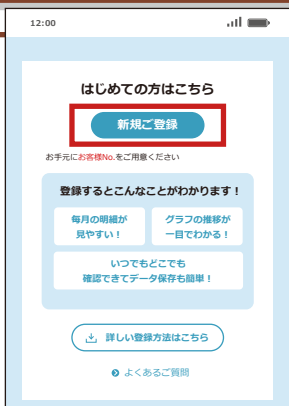 12:00
はじめての方はこちら
新規ご登録
お手元にお客様No.をご用意ください
登録するとこんなことがわかります！
毎月の明細が
見やすい！
グラフの推移が
一目でわかる！
いつでもどこでも
確認できてデータ保存も簡単！
詳しい登録方法はこちら
よくあるご質問